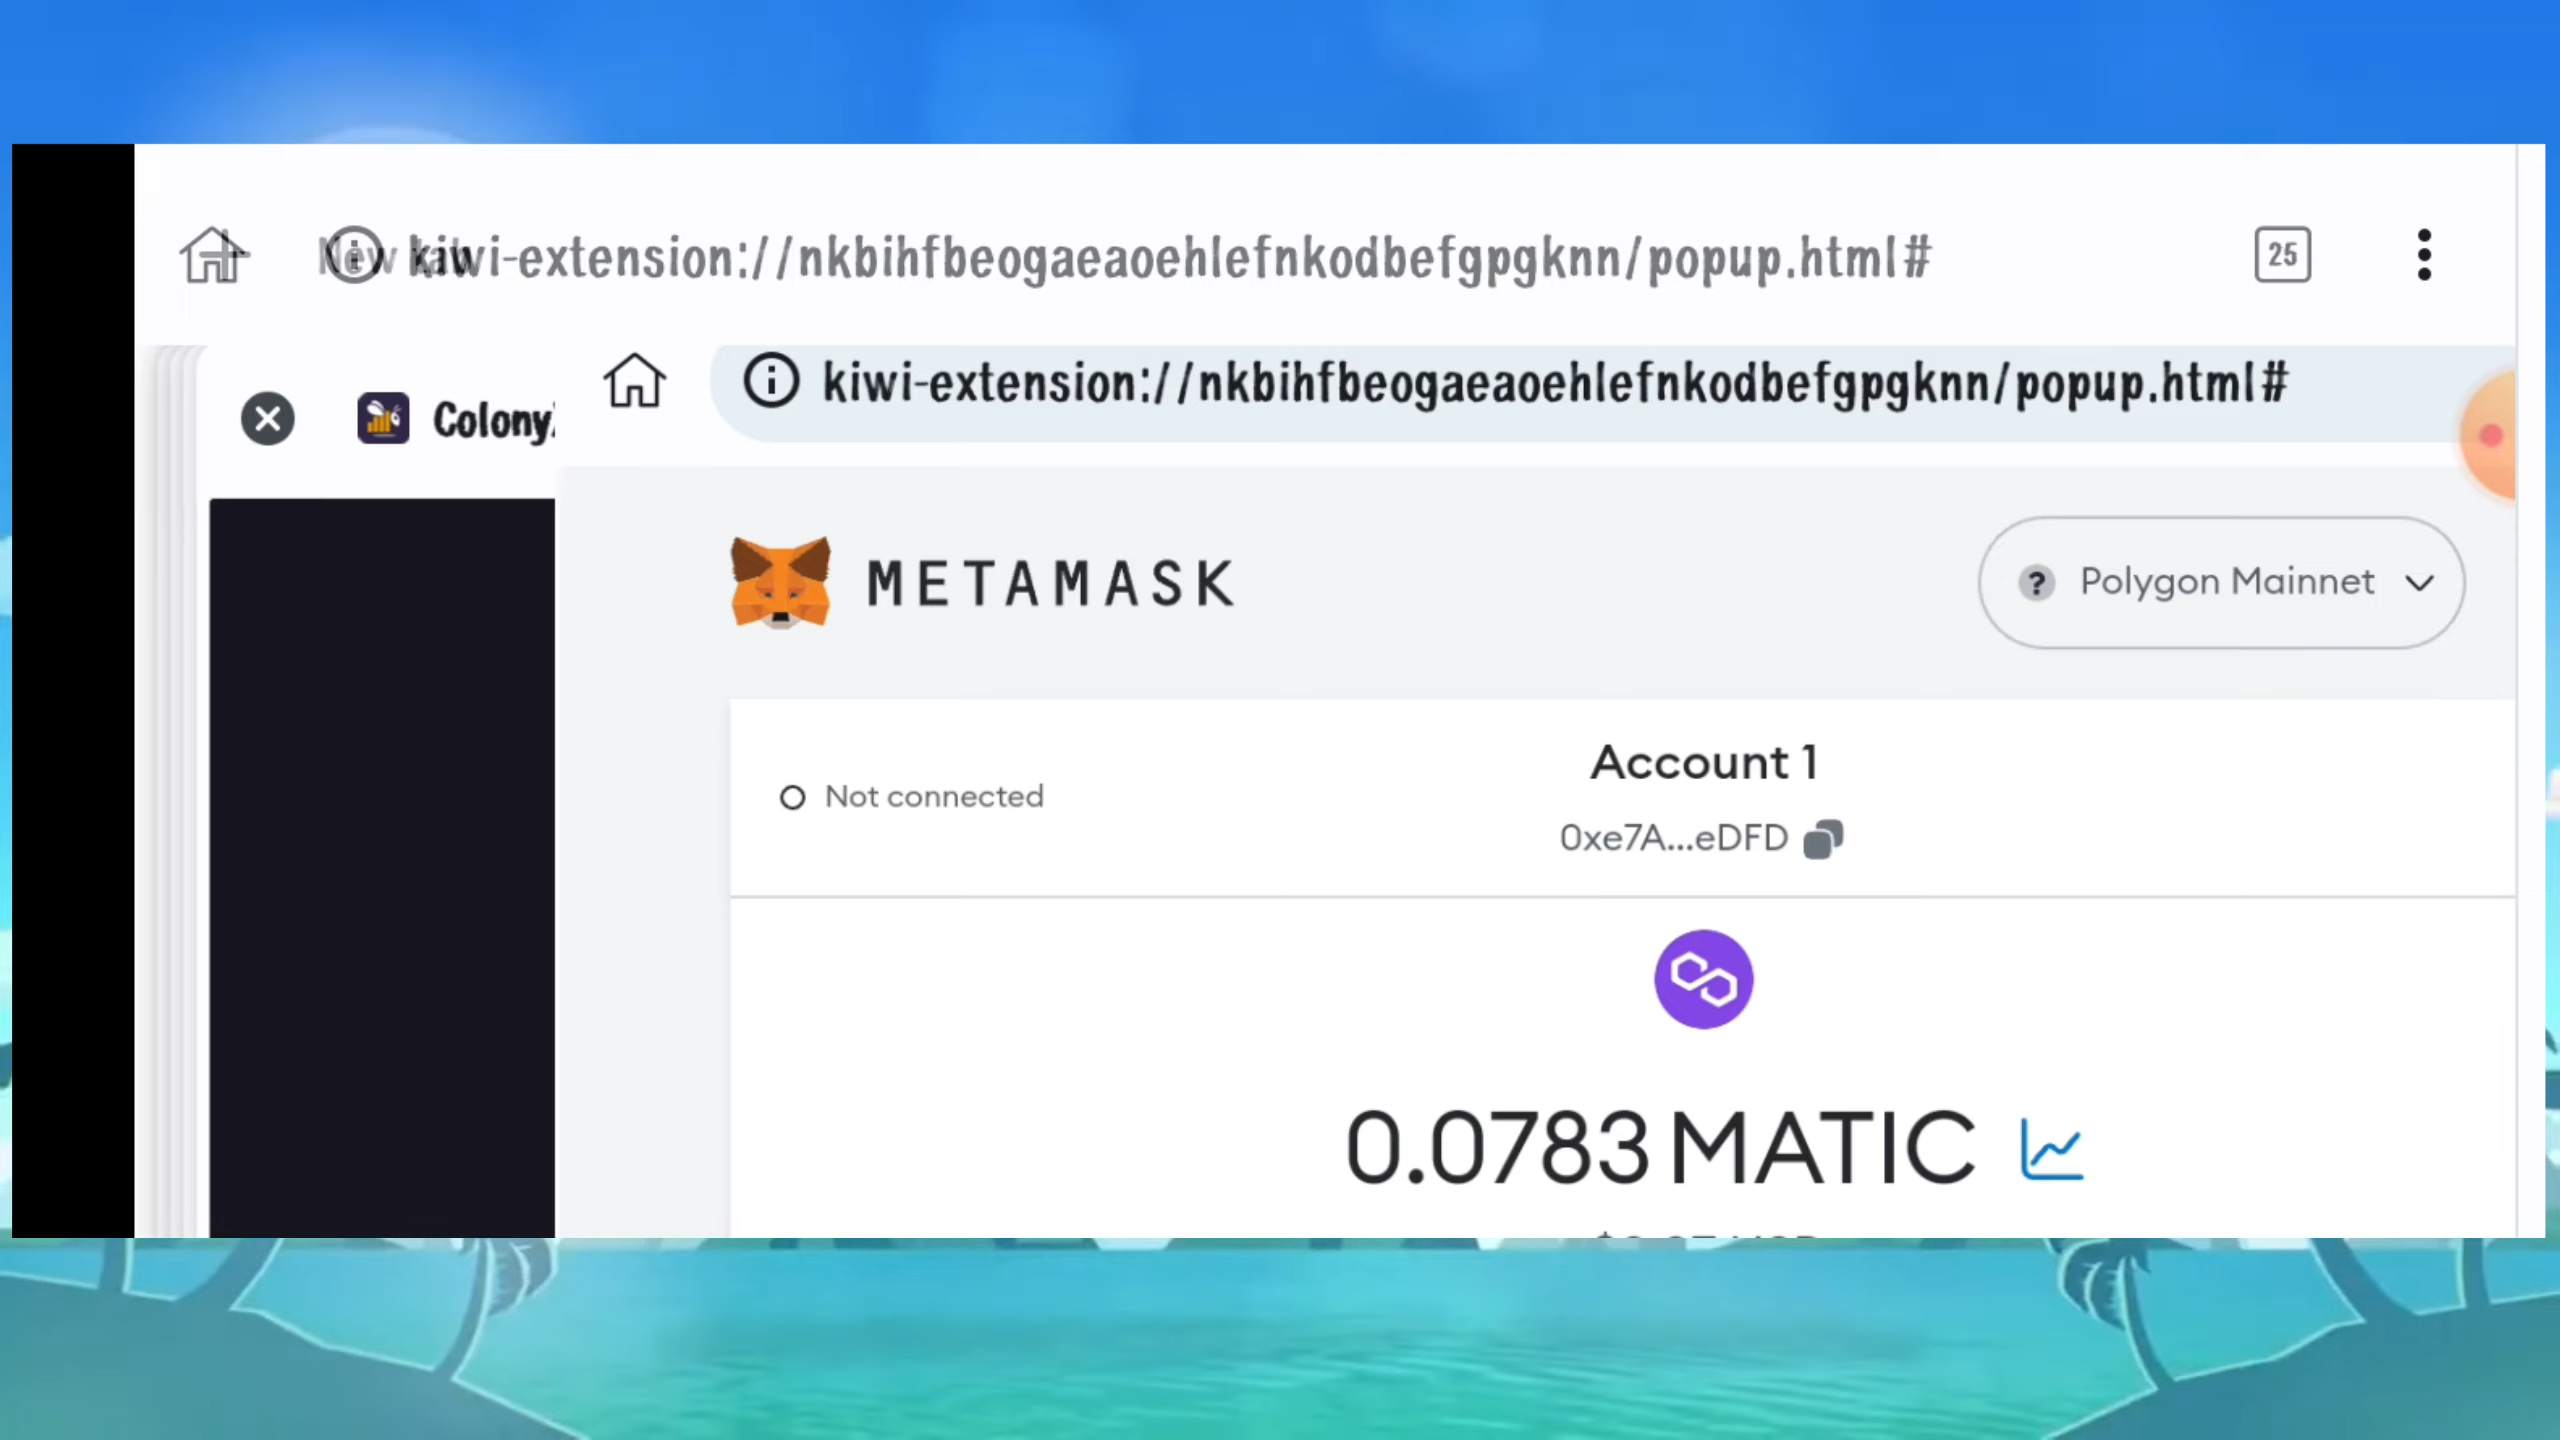 kiwi-extension://nkbihfbeogaeaoehlefnkodbefgpgknn/popup.html#
25
Colony
kiwi-extension://nkbihfbeogaeaoehlefnkodbefgpgknn/popup.html#
METAMASK
? Polygon Mainnet
Account 1
Not connected
0xe7A...eDFD
0.0783 MATIC